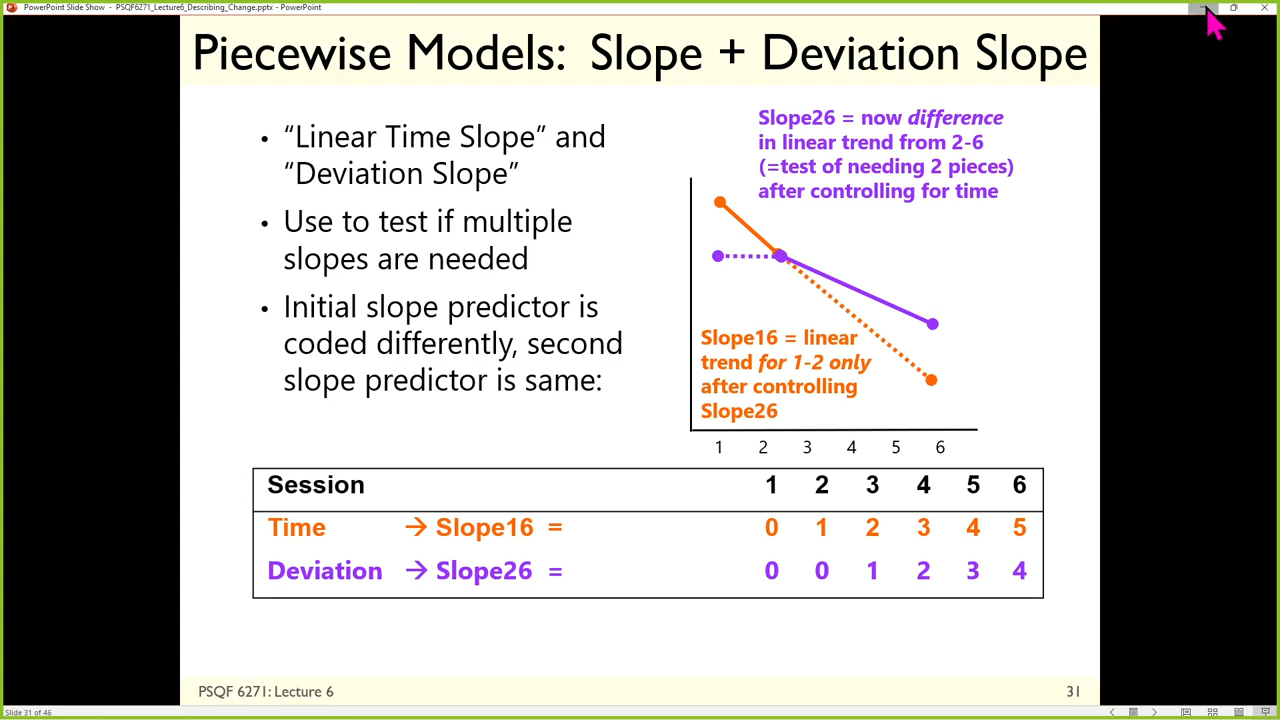 PowerPoint Slide Show - PSQF6271_Lecture6_Describing_Change.pptx - PowerPoint
Piecewise Models: Slope + Deviation Slope
• “Linear Time Slope” and
“Deviation Slope”
• Use to test if multiple
slopes are needed
• Initial slope predictor is
coded differently, second
slope predictor is same:
Slope26 = now difference
in linear trend from 2-6
(=test of needing 2 pieces)
after controlling for time
Slope16 = linear
trend for 1-2 only
after controlling
Slope26
1 2 3 4 5 6
Session 1 2 3 4 5 6
Time → Slope16 = 0 1 2 3 4 5
Deviation → Slope26 = 0 0 1 2 3 4
PSQF 6271: Lecture 6 31
Slide 31 of 46